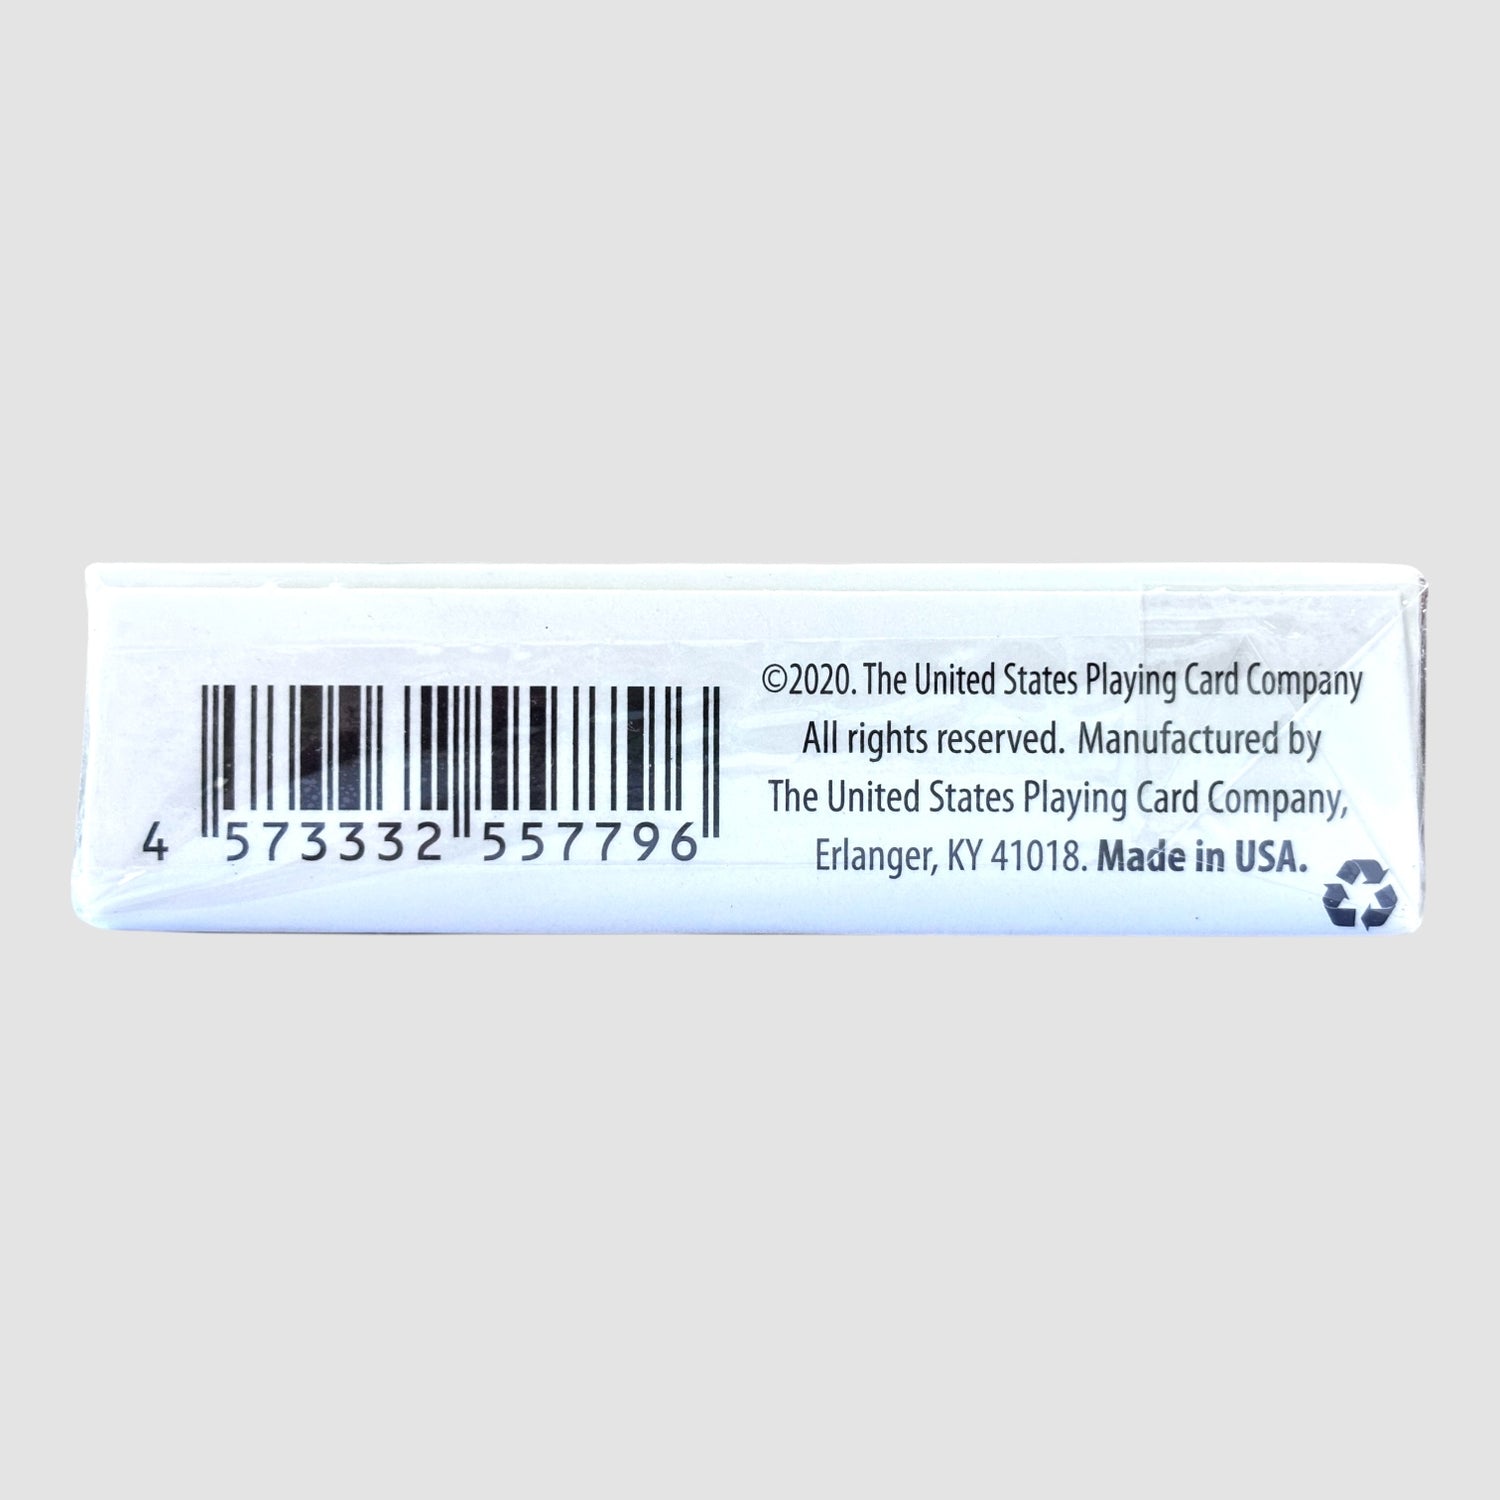 4 573332 557796
©2020. The United States Playing Card Company
All rights reserved. Manufactured by
The United States Playing Card Company,
Erlanger, KY 41018. Made in USA.